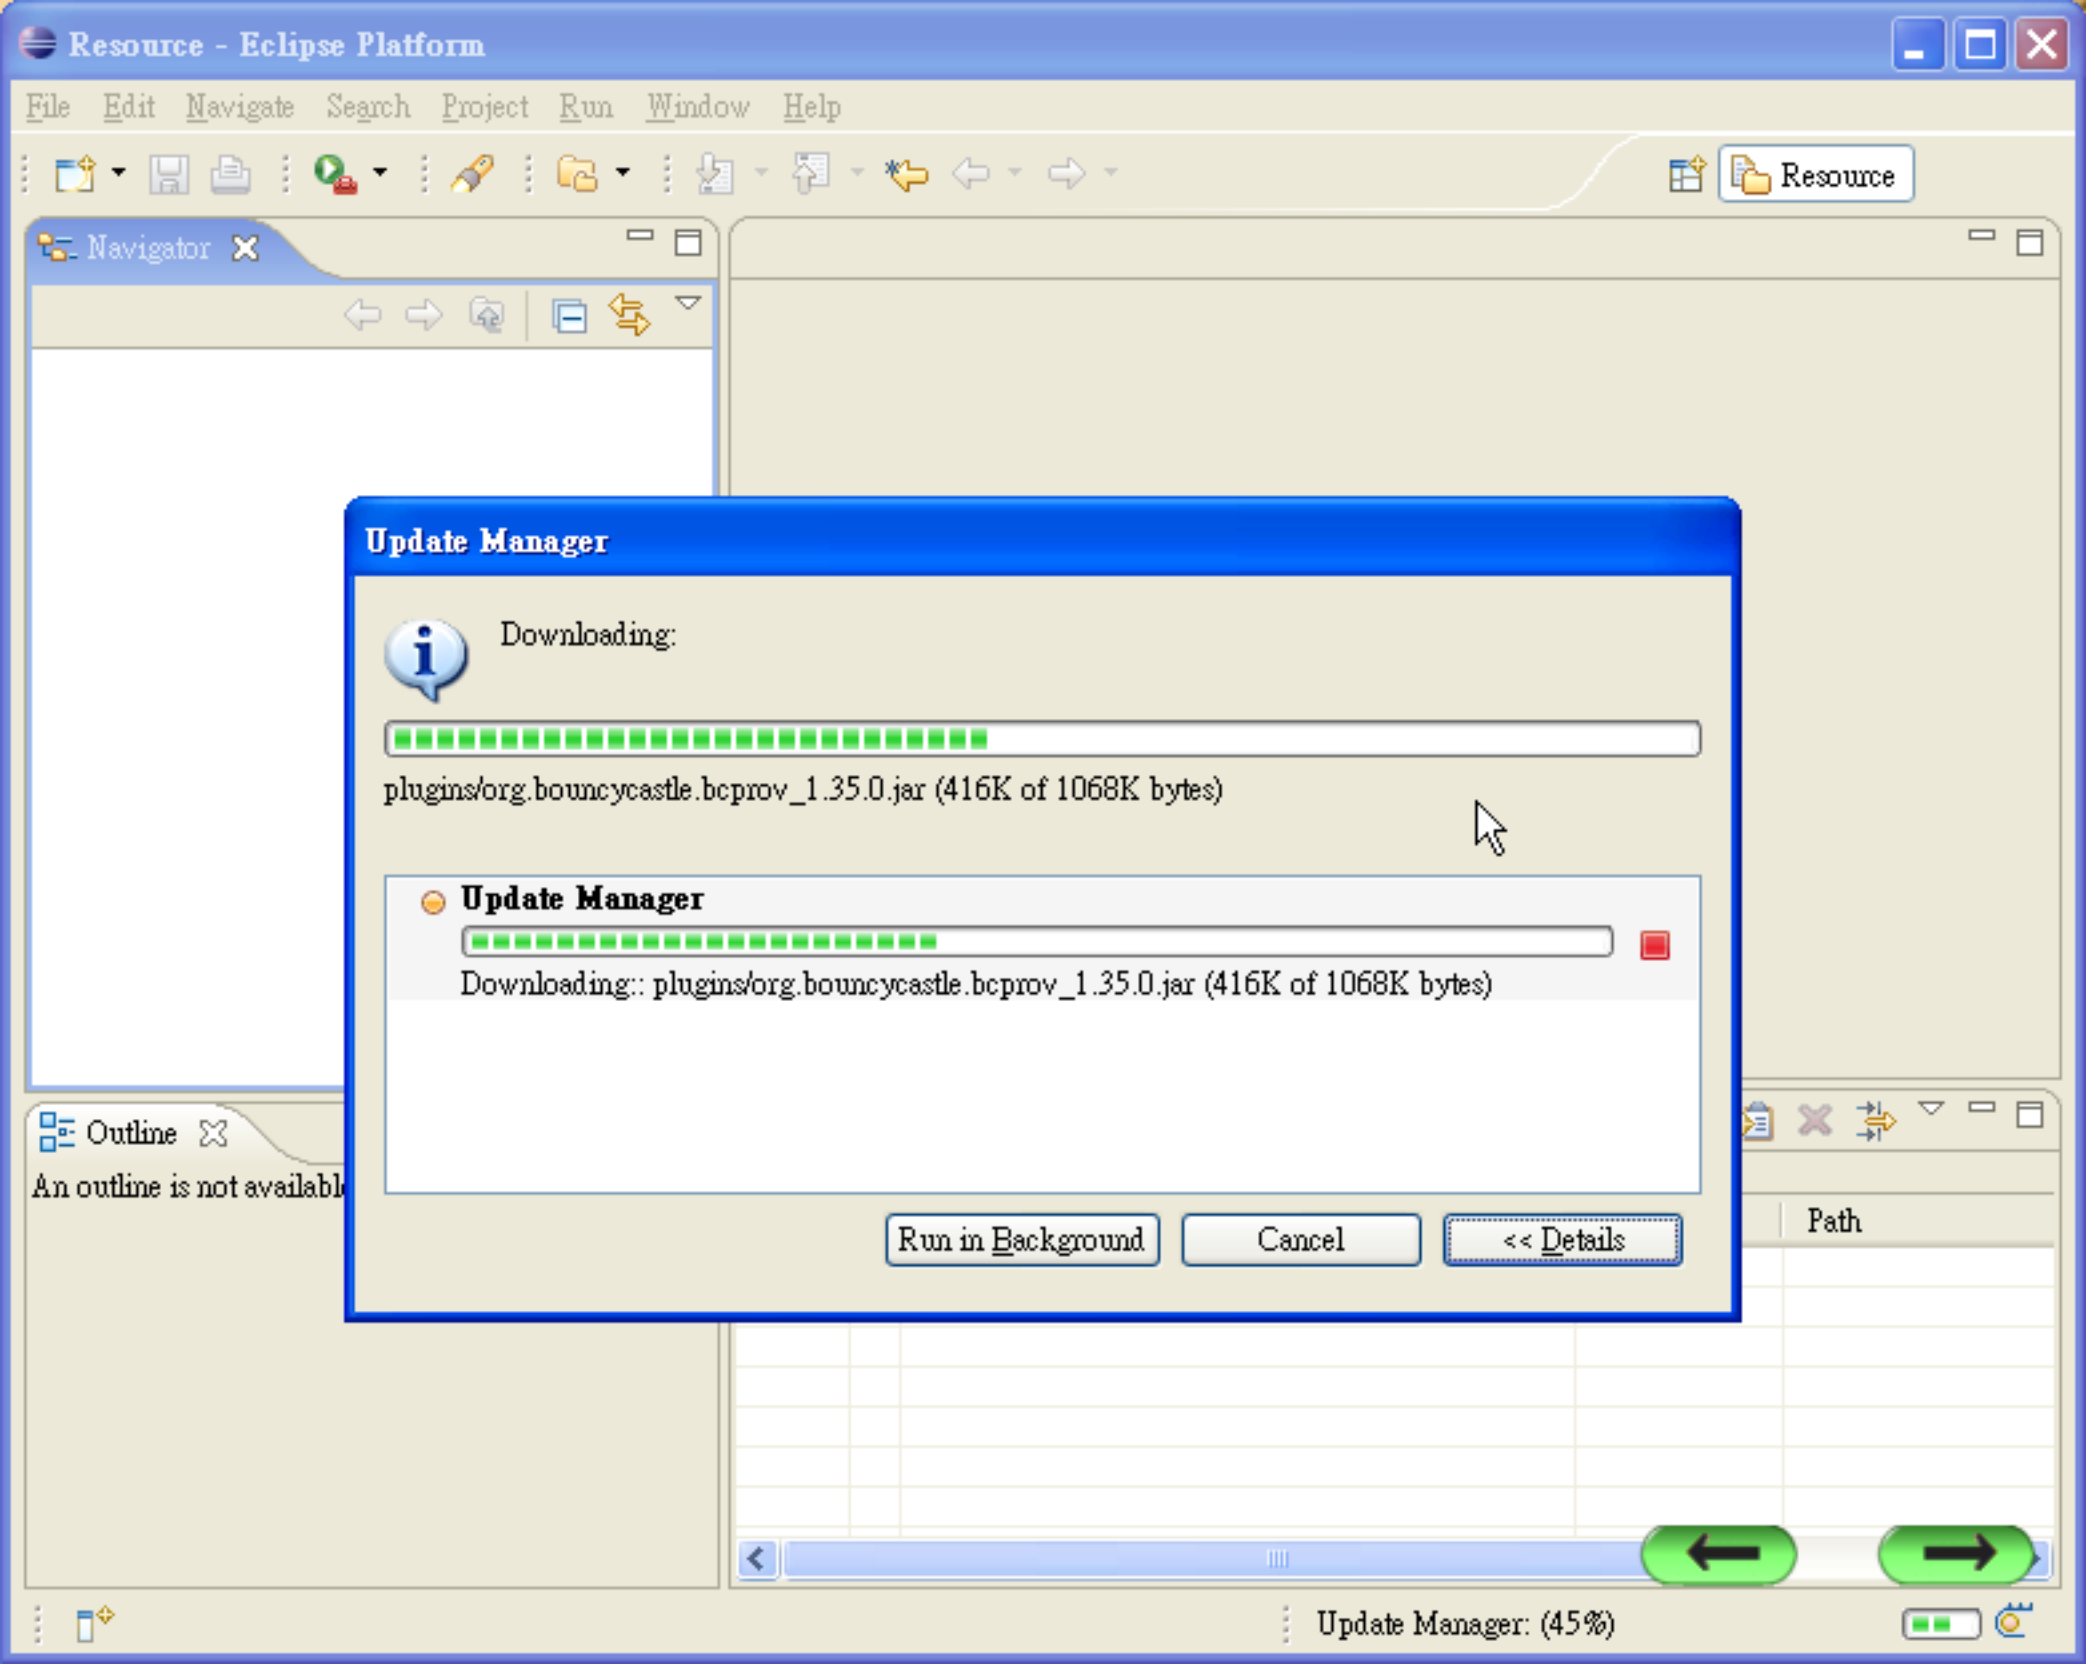 Resource - Eclipse Platform
File Edit Navigate Search Project Run Window Help
Resource
Navigator
Update Manager
Downloading:
plugins/org.bouncycastle.bcprov_1.35.0.jar (416K of 1068K bytes)
Update Manager
Downloading:: plugins/org.bouncycastle.bcprov_1.35.0.jar (416K of 1068K bytes)
Outline
An outline is not availabl
Run in Background Cancel << Details
Path
Update Manager: (45%)